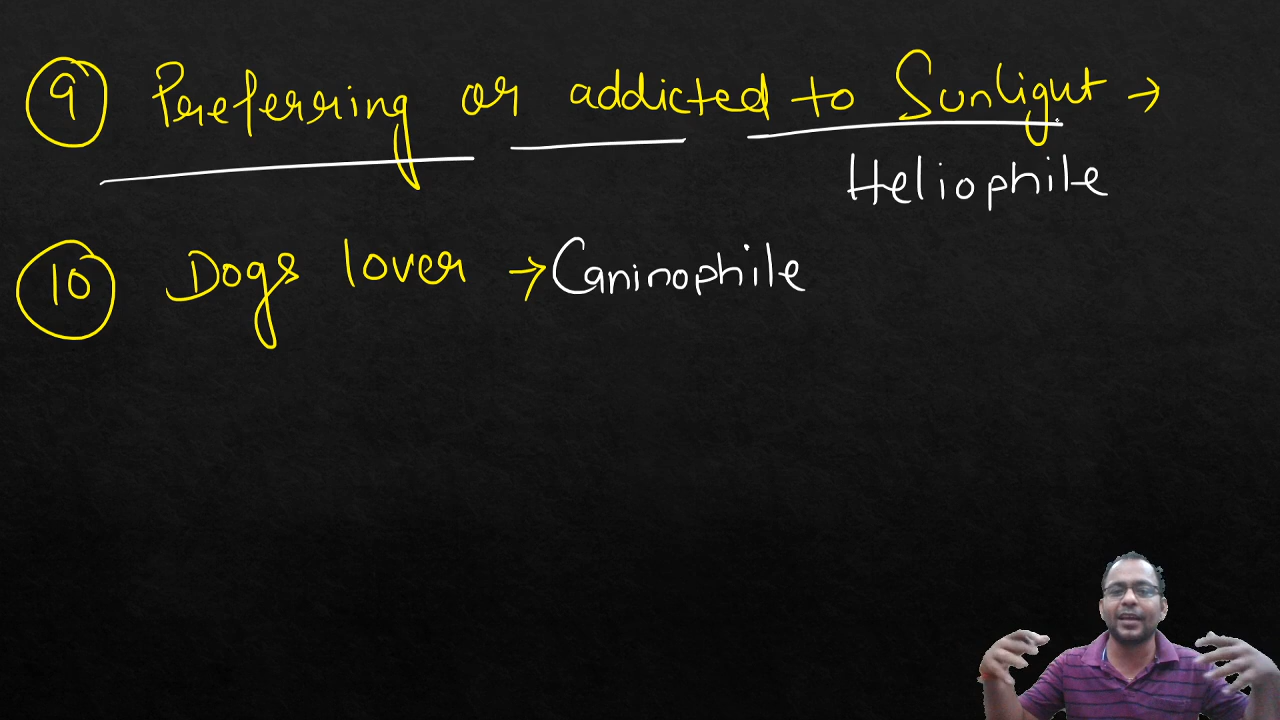 9 Preferring or addicted to Sunlight →
Heliophile
10 Dogs lover → Caninophile